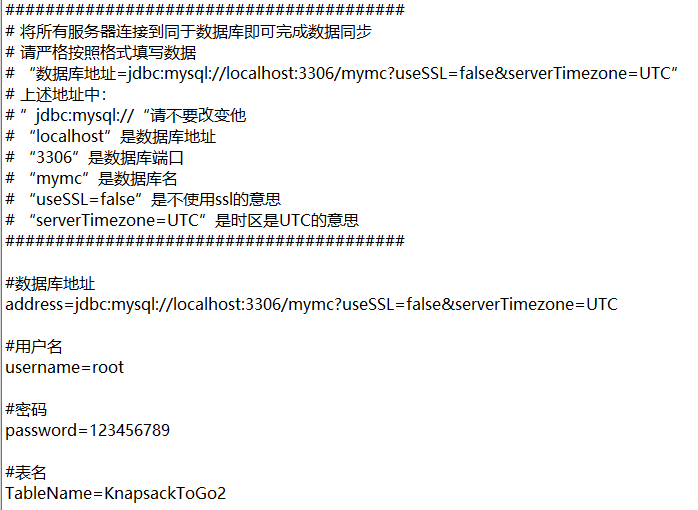 ########################################
# 将所有服务器连接到同于数据库即可完成数据同步
# 请严格按照格式填写数据
# “数据库地址=jdbc:mysql://localhost:3306/mymc?useSSL=false&serverTimezone=UTC“
# 上述地址中：
# ”jdbc:mysql://“请不要改变他
# “localhost”是数据库地址
# “3306”是数据库端口
# “mymc”是数据库名
# “useSSL=false“是不使用ssl的意思
# “serverTimezone=UTC“是时区是UTC的意思
########################################
#数据库地址
address=jdbc:mysql://localhost:3306/mymc?useSSL=false&serverTimezone=UTC
#用户名
username=root
#密码
password=123456789
#表名
TableName=KnapsackToGo2